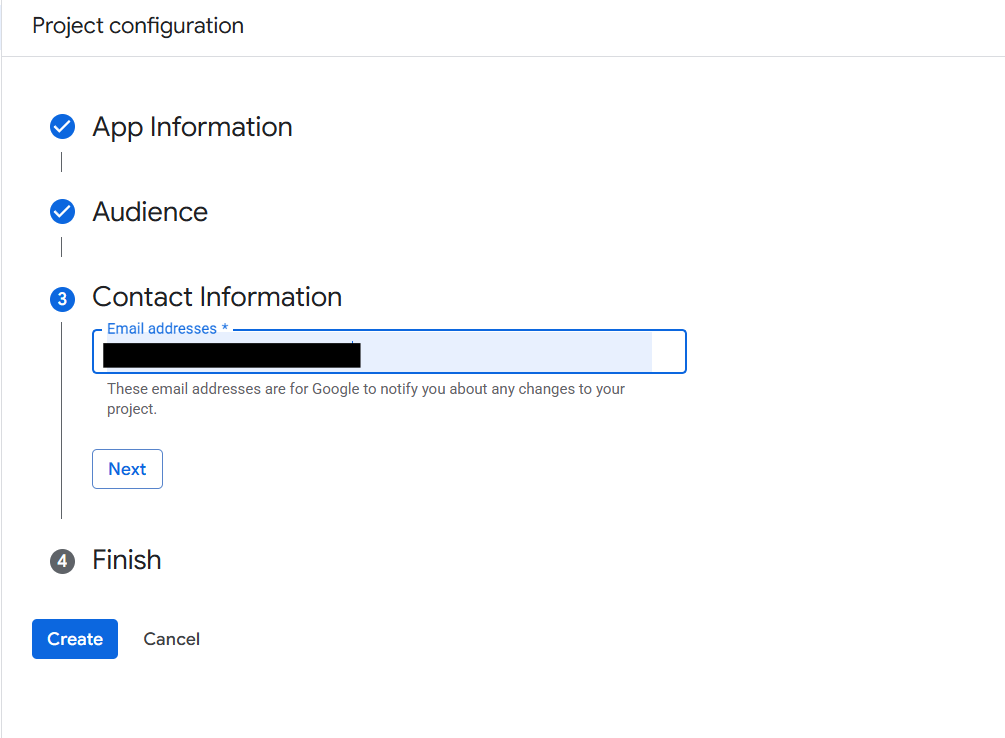 Project configuration
App Information
Audience
3
Contact Information
Email addresses *
These email addresses are for Google to notify you about any changes to your
project.
Next
4
Finish
Create
Cancel